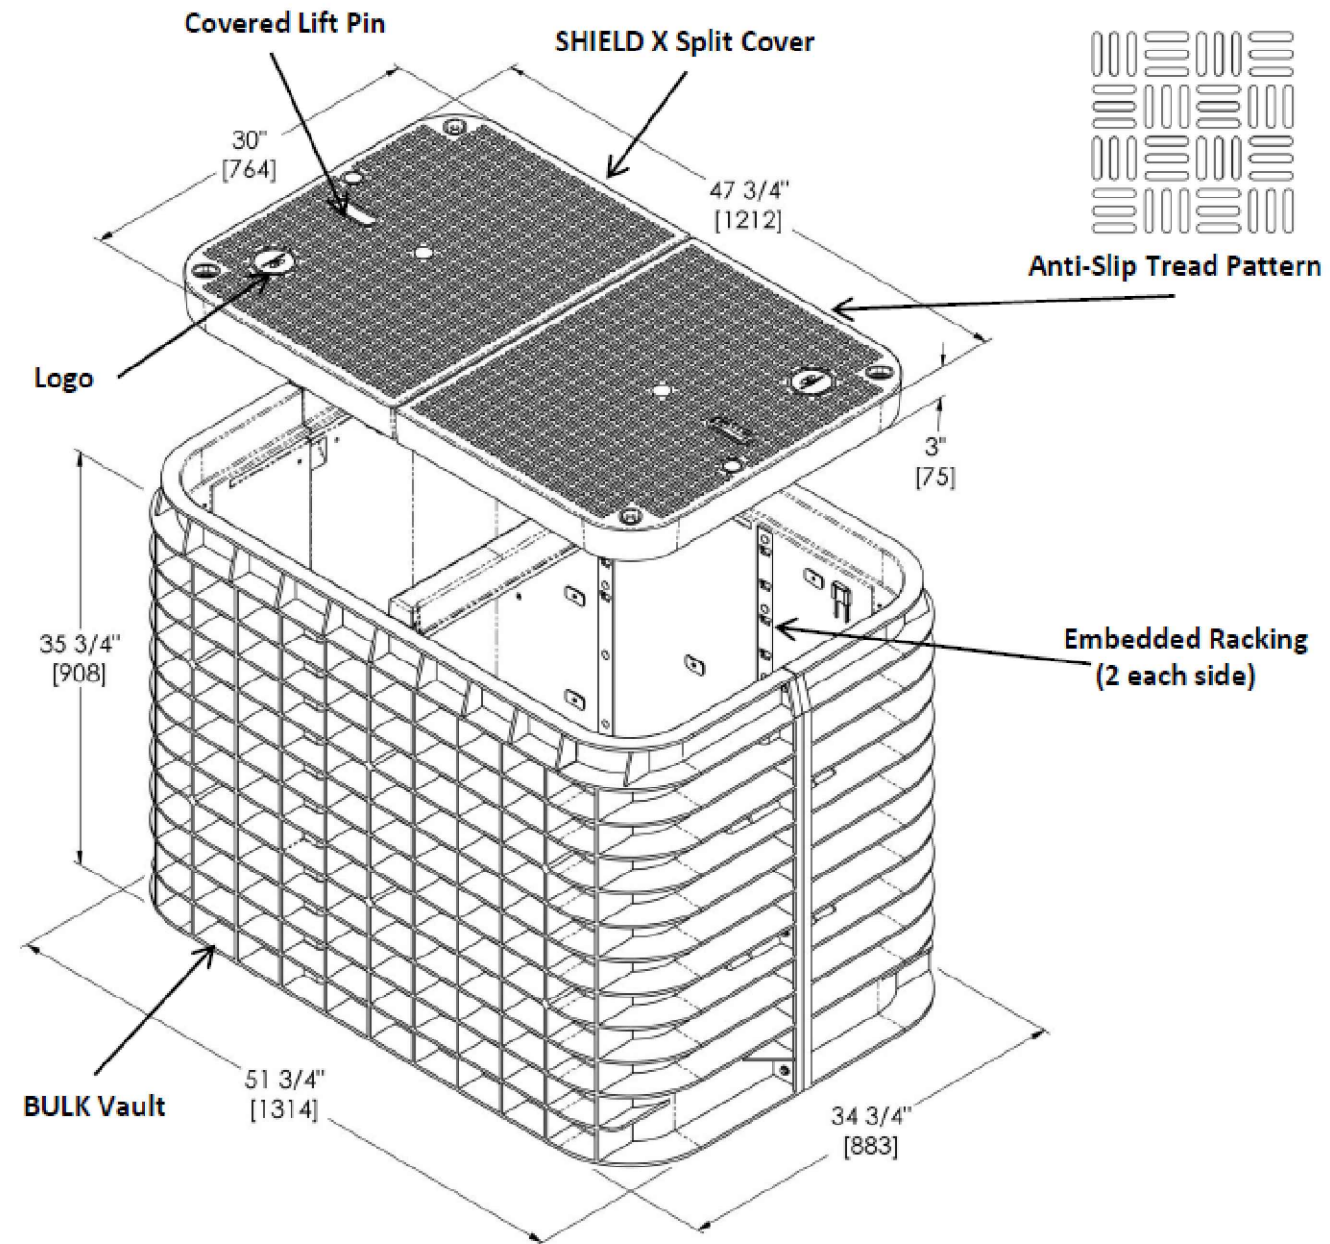 Covered Lift Pin
SHIELD X Split Cover
30"
[764]
47 3/4"
[1212]
Anti-Slip Tread Pattern
Logo
3"
[75]
35 3/4"
[908]
Embedded Racking
(2 each side)
51 3/4"
[1314]
BULK Vault
34 3/4"
[883]